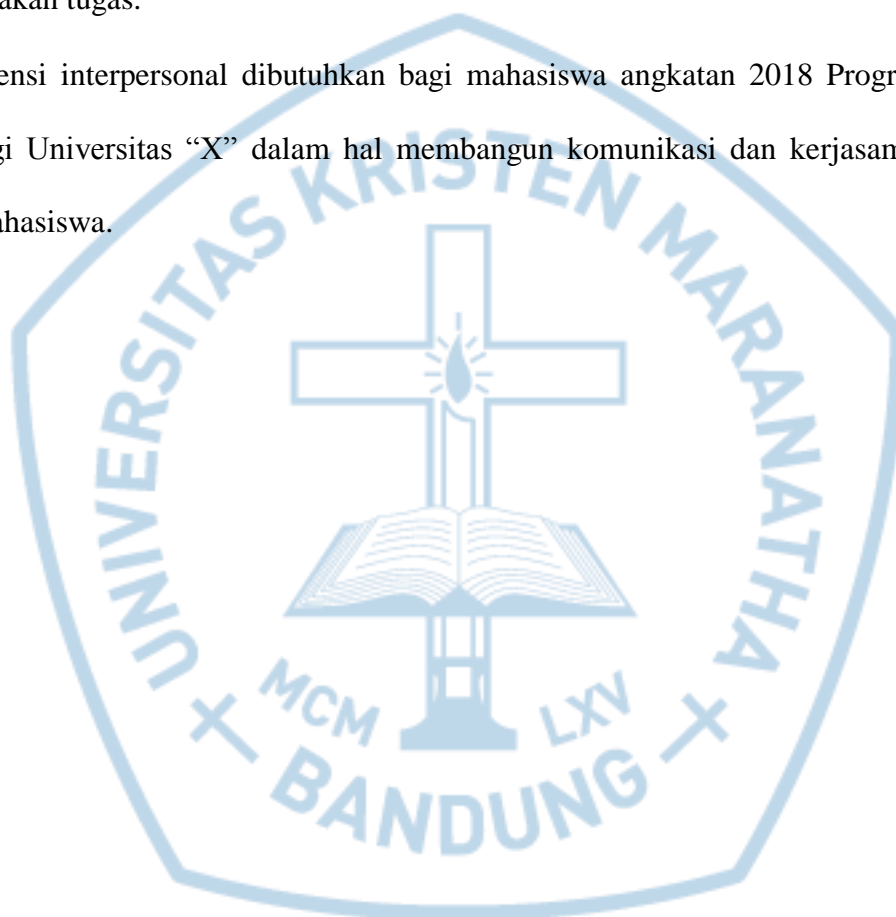 akan tugas.
ensi interpersonal dibutuhkan bagi mahasiswa angkatan 2018 Progr
gi Universitas “X” dalam hal membangun komunikasi dan kerjasam
ahasiswa.
UNIVERSITAS KRISTEN MARANATHA
MCM LXV
BANDUNG